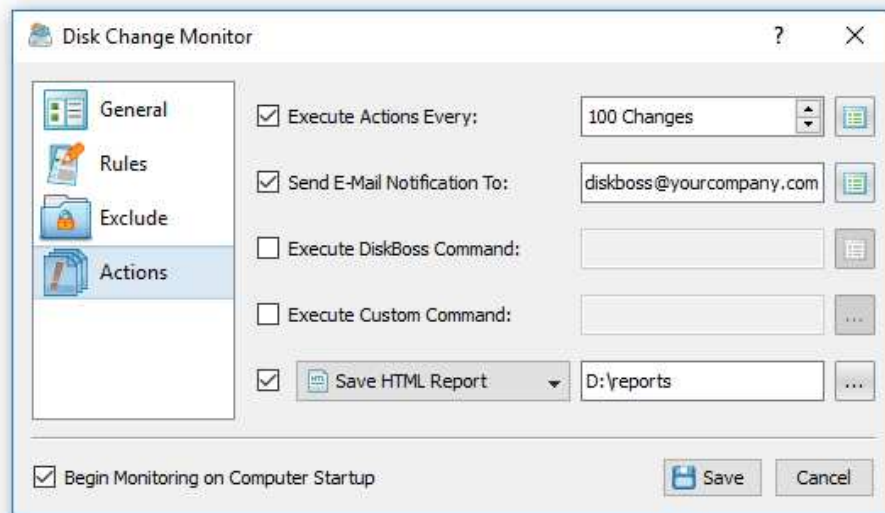 Disk Change Monitor
?
General
Rules
Exclude
Actions
Execute Actions Every:
100 Changes
Send E-Mail Notification To:
diskboss@yourcompany.com
Execute DiskBoss Command:
Execute Custom Command:
...
Save HTML Report
D:\reports
...
Begin Monitoring on Computer Startup
Save
Cancel